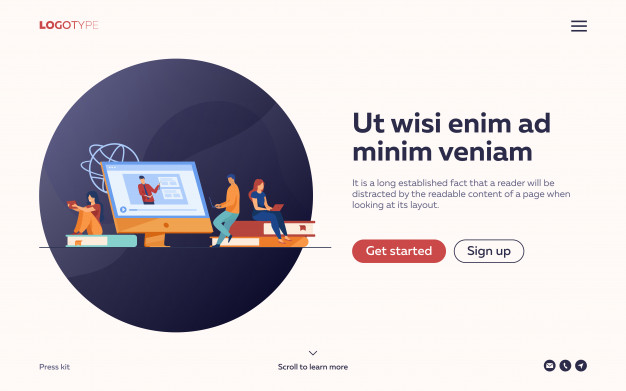 LOGOTYPE
Ut wisi enim ad
minim veniam
It is a long established fact that a reader will be
distracted by the readable content of a page when
looking at its layout.
Get started
Sign up
Press kit
Scroll to learn more